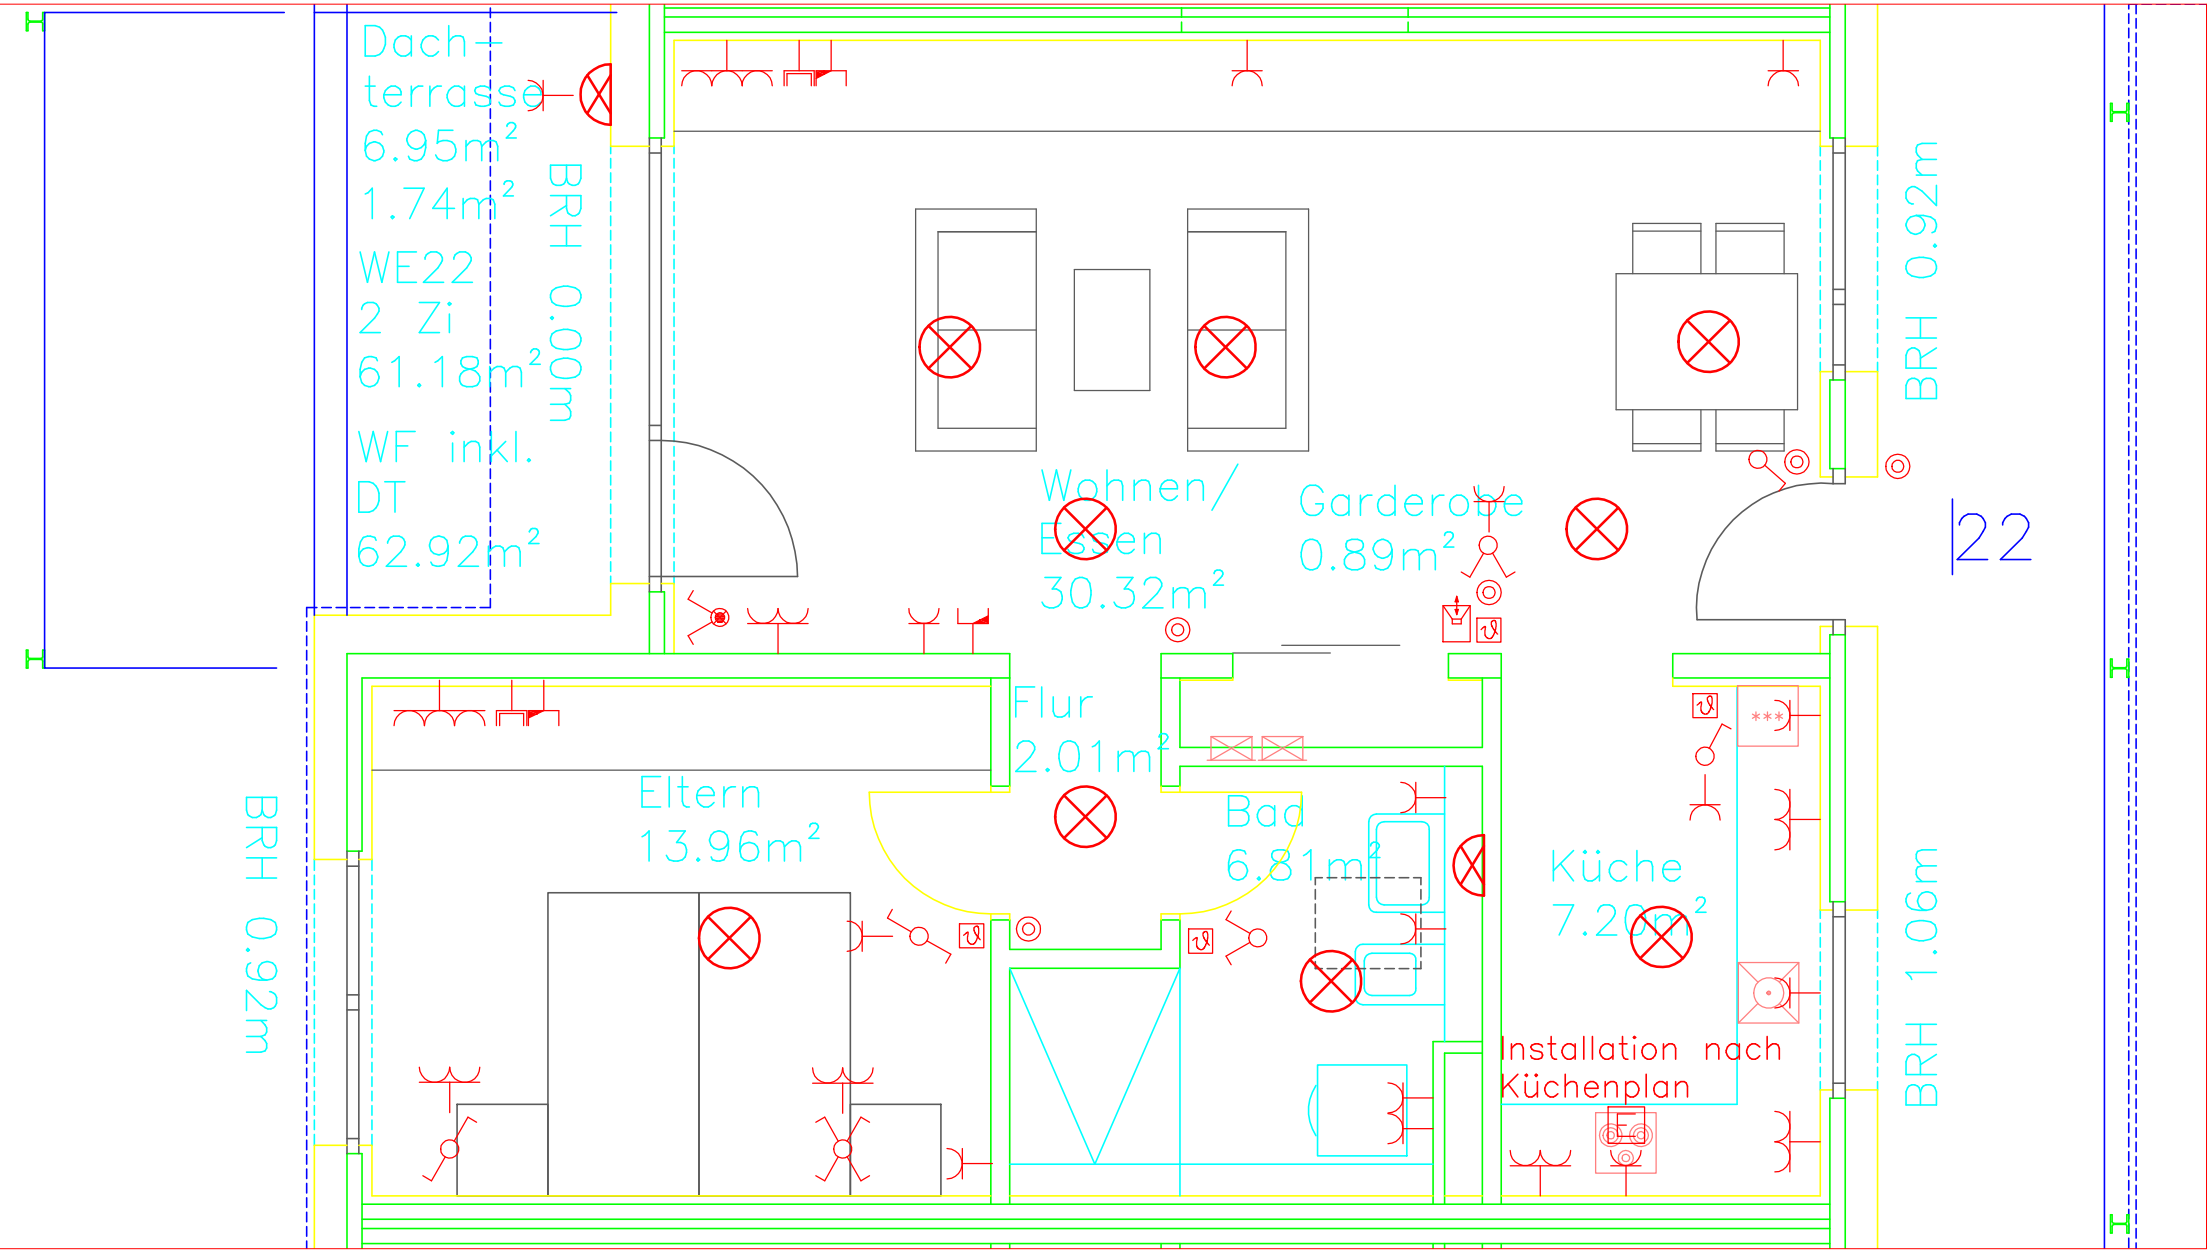 Dach-
terrasse
6.95m²
1.74m²
WE22
2 Zi
61.18m²
WF inkl.
DT
62.92m²
BRH 0.00m
BRH 0.92m
Wohnen/
Essen
30.32m²
Garderobe
0.89m²
22
Flur
2.01m²
Eltern
13.96m²
BRH 0.92m
Bad
6.81m²
Küche
7.20m²
BRH 1.06m
***
Installation nach
Küchenplan
E